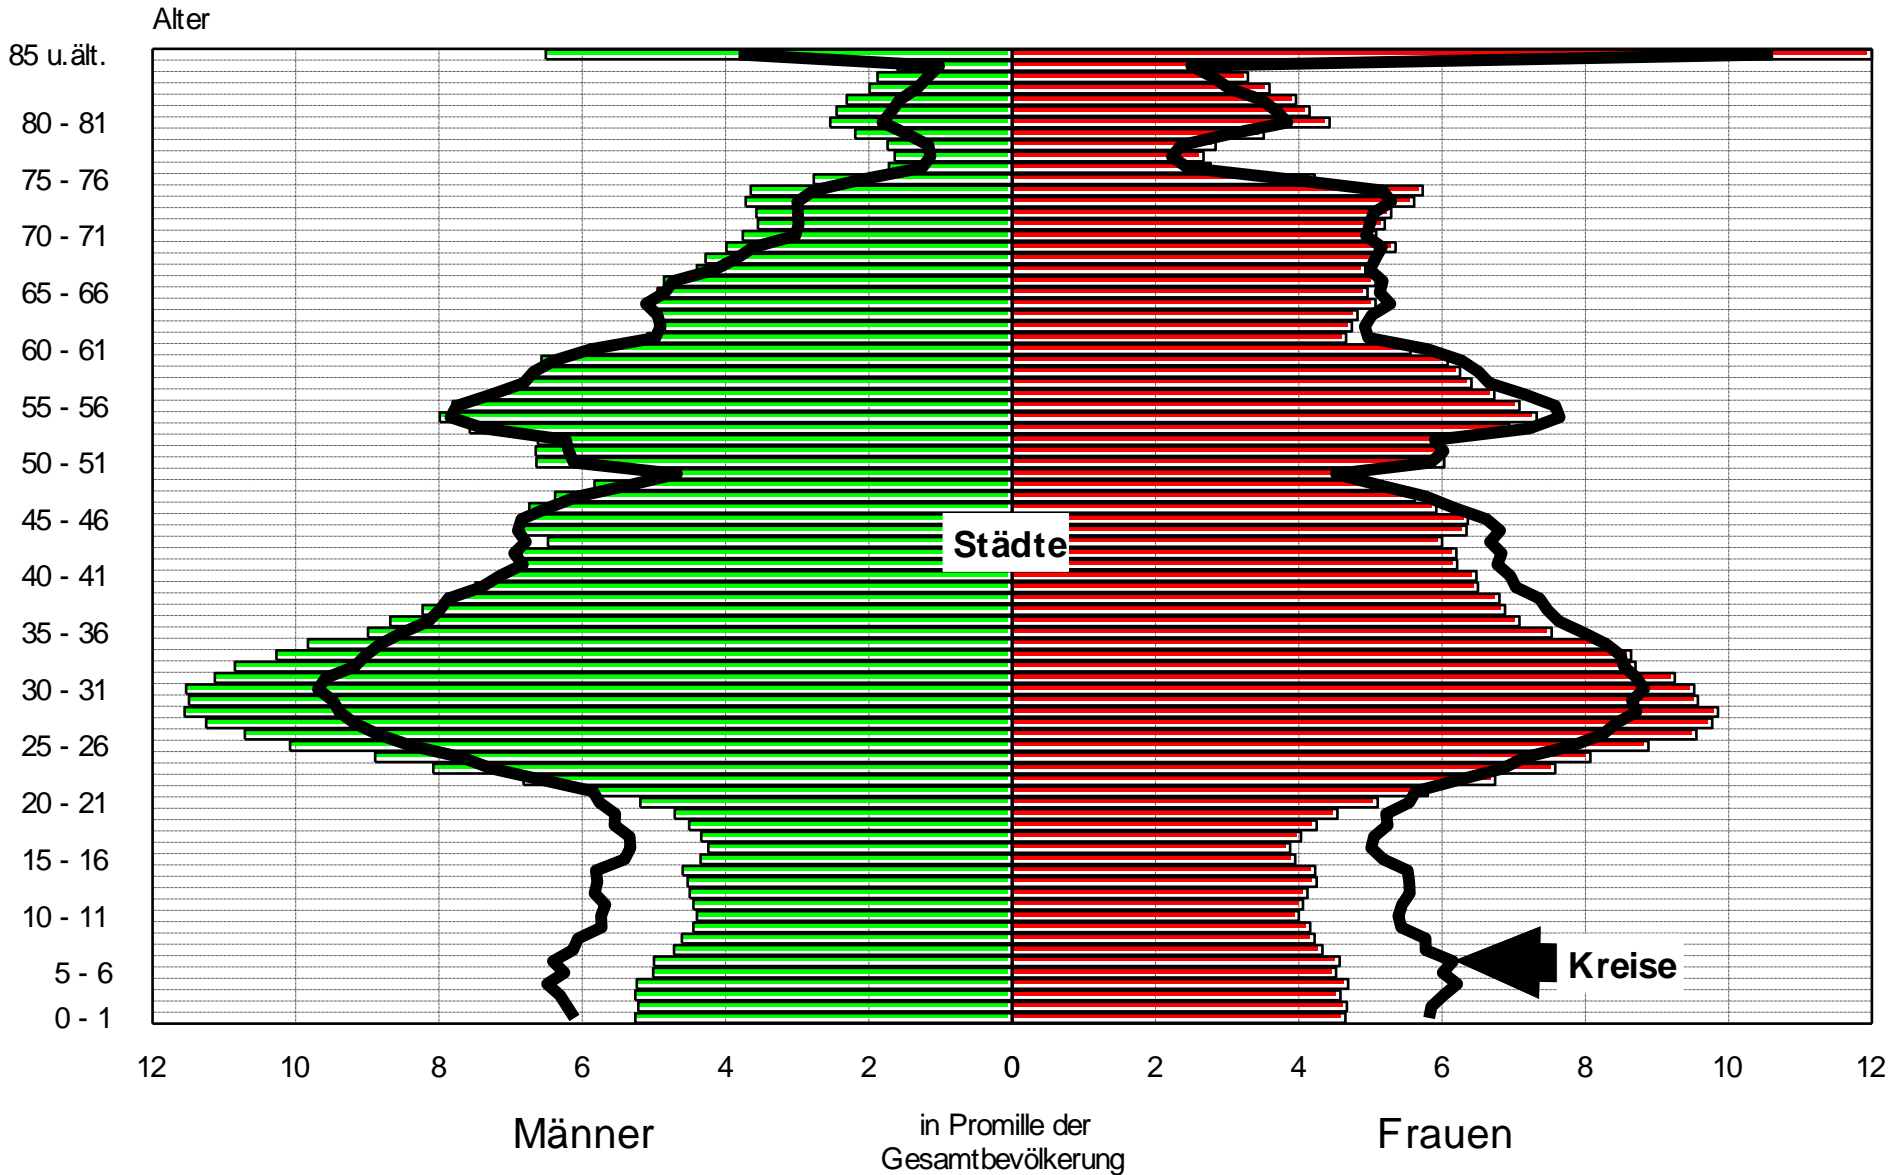 Alter
85 u.ält.
80 - 81
75 - 76
70 - 71
65 - 66
60 - 61
55 - 56
50 - 51
45 - 46
40 - 41
35 - 36
30 - 31
25 - 26
20 - 21
15 - 16
10 - 11
5 - 6
0 - 1
Städte
Kreise
12 10 8 6 4 2 0 2 4 6 8 10 12
Männer
in Promille der
Gesamtbevölkerung
Frauen